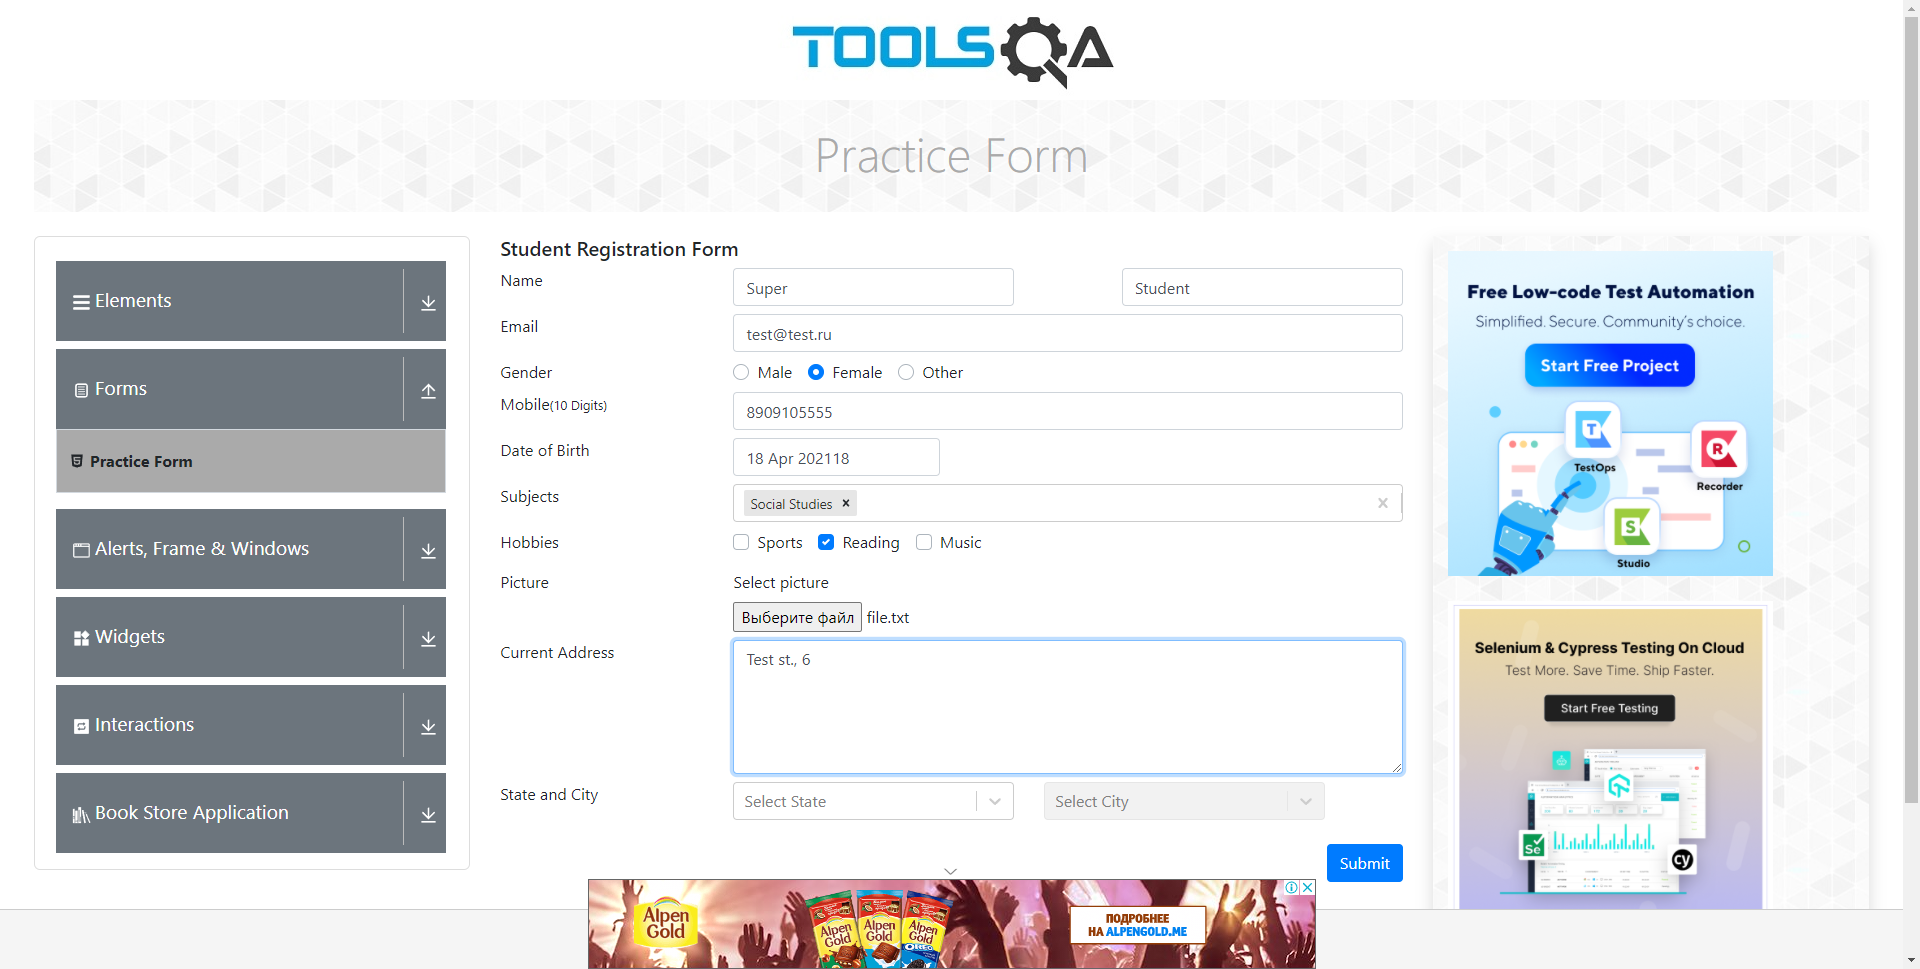 TOOLSQA
Practice Form
Elements
Forms
Practice Form
Alerts, Frame & Windows
Widgets
Interactions
Book Store Application
Student Registration Form
Name
Super
Student
Email
test@test.ru
Gender
Male
Female
Other
Mobile(10 Digits)
8909105555
Date of Birth
18 Apr 202118
Subjects
Social Studies
Hobbies
Sports
Reading
Music
Picture
Select picture
Выберите файл file.txt
Current Address
Test st., 6
State and City
Select State
Select City
Submit
Free Low-code Test Automation
Simplified. Secure. Community's choice.
Start Free Project
T
TestOps
R
Recorder
S
Studio
Selenium & Cypress Testing On Cloud
Test More. Save Time. Ship Faster.
Start Free Testing
Se
cy
Alpen Gold
Alpen Gold
Alpen Gold
Alpen Gold
OREO
ПОДРОБНЕЕ
НА ALPENGOLD.ME